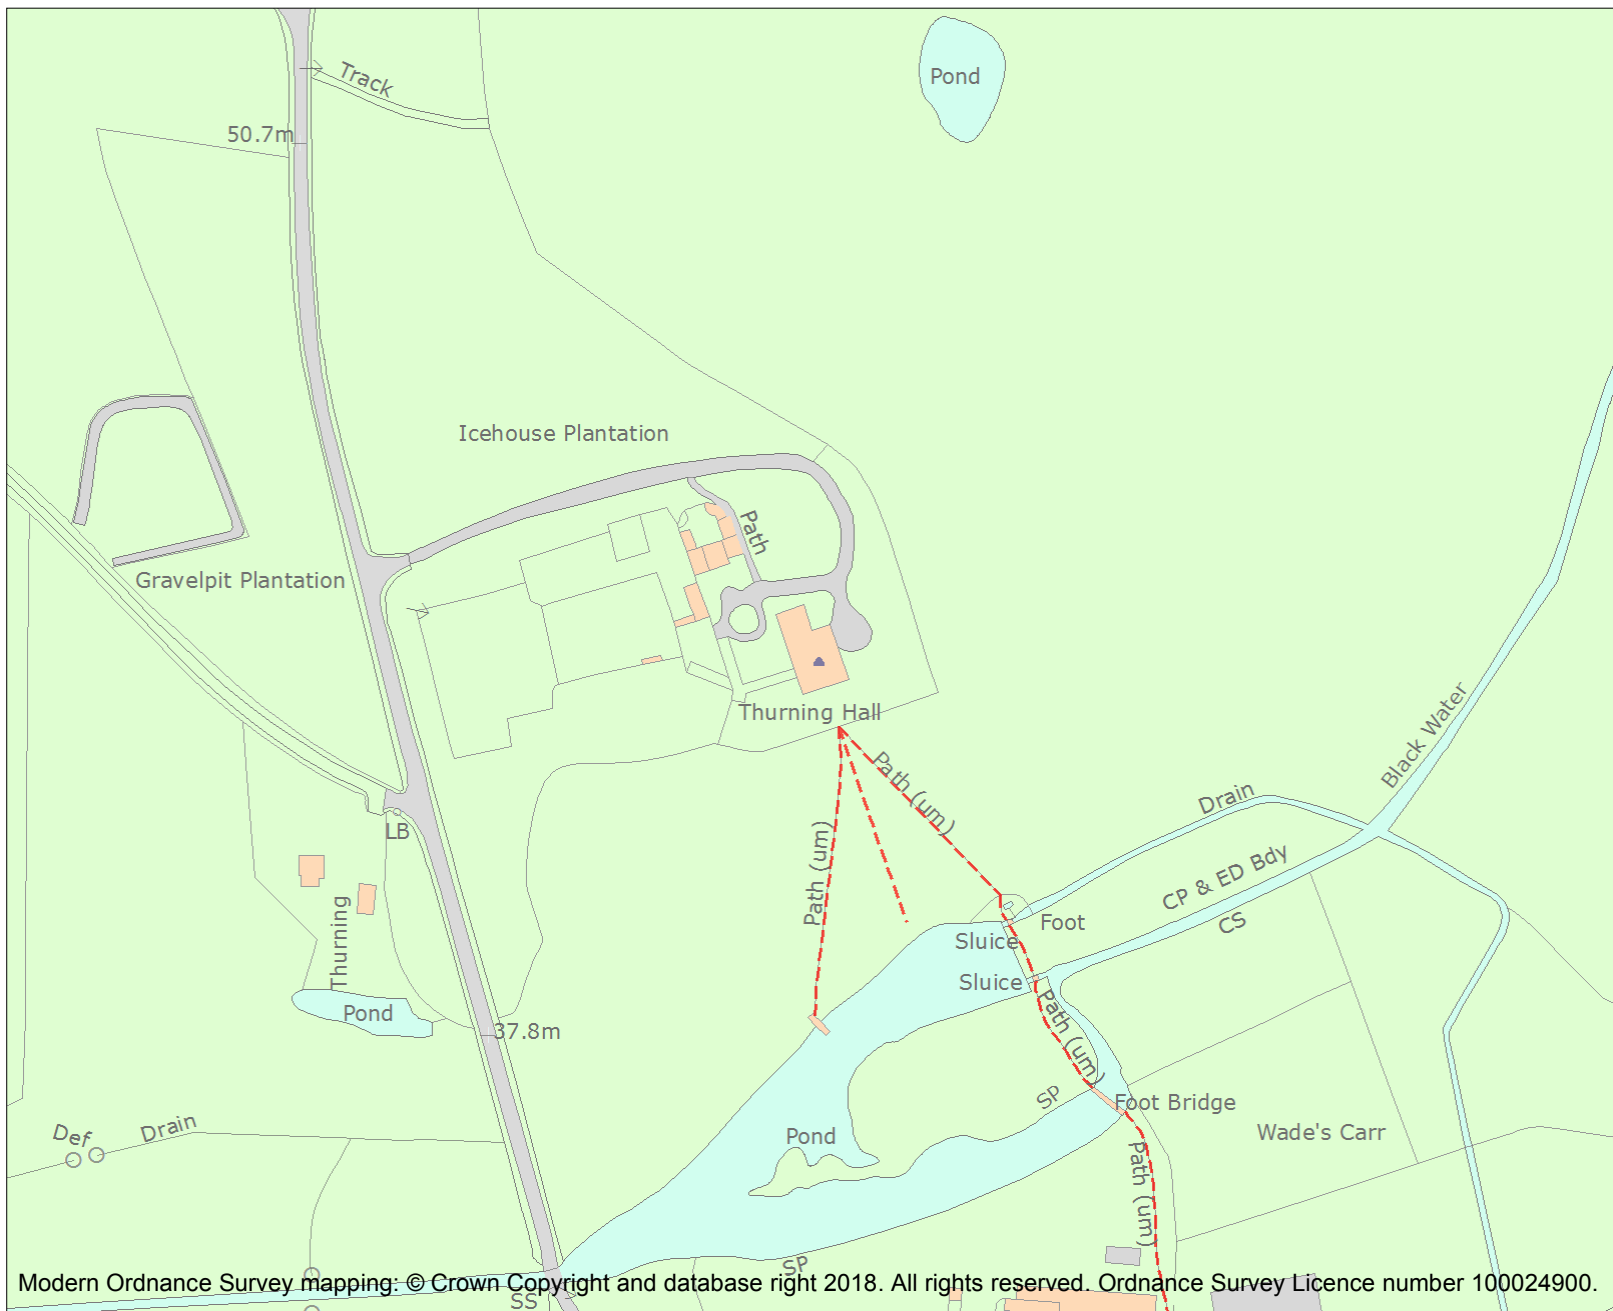 Pond
Track
50.7m
Icehouse Plantation
Path
Gravelpit Plantation
Thurning Hall
Black Water
Path (um)
Drain
LB
Path (um)
CP & ED Bdy
Thurning
Foot
CS
Sluice
Sluice
Pond
37.8m
Path (um)
SP
Foot Bridge
Def
Drain
Pond
Wade's Carr
Path (um)
SP
Modern Ordnance Survey mapping: © Crown Copyright and database right 2018. All rights reserved. Ordnance Survey Licence number 100024900.
SS